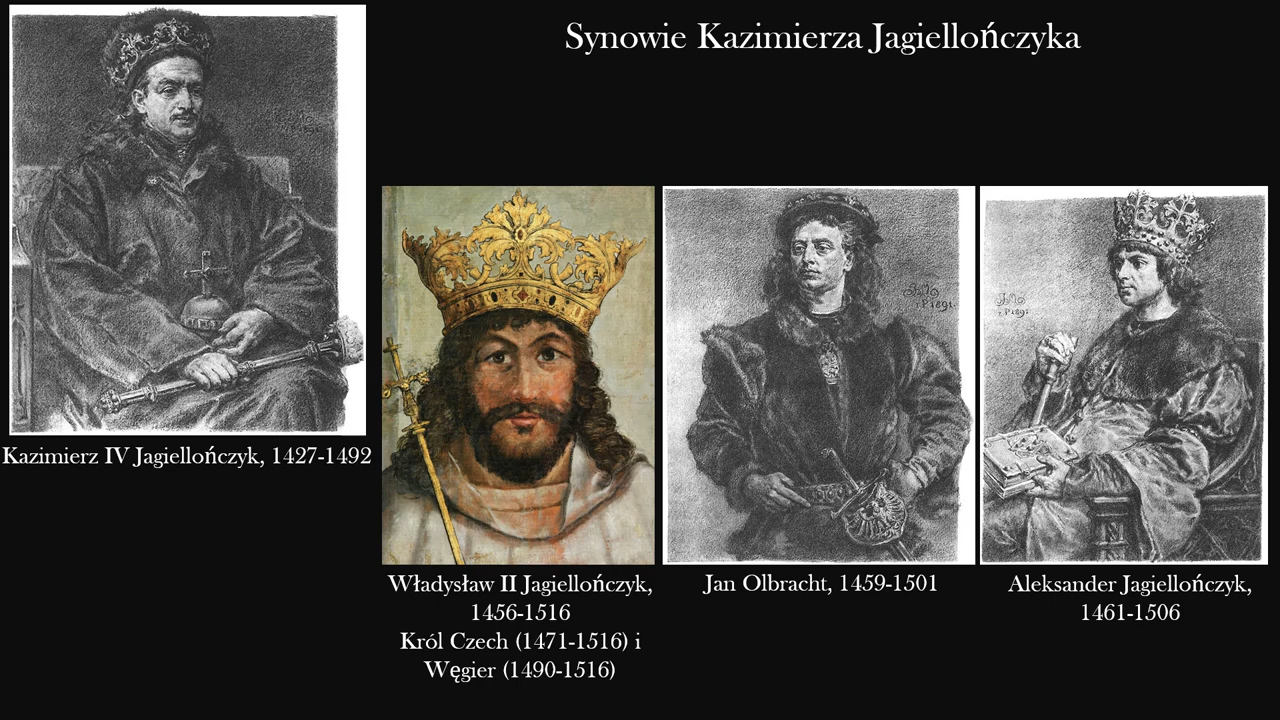 Synowie Kazimierza Jagiellończyka
Kazimierz IV Jagiellończyk, 1427-1492
Władysław II Jagiellończyk,
1456-1516
Król Czech (1471-1516) i
Węgier (1490-1516)
Jan Olbracht, 1459-1501
Aleksander Jagiellończyk,
1461-1506